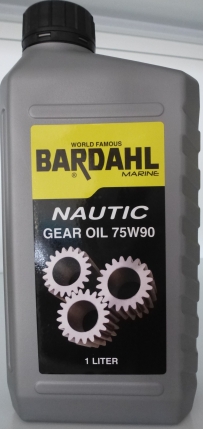 WORLD FAMOUS
BARDAHL
® MARINE
NAUTIC
GEAR OIL 75W90
1 LITER